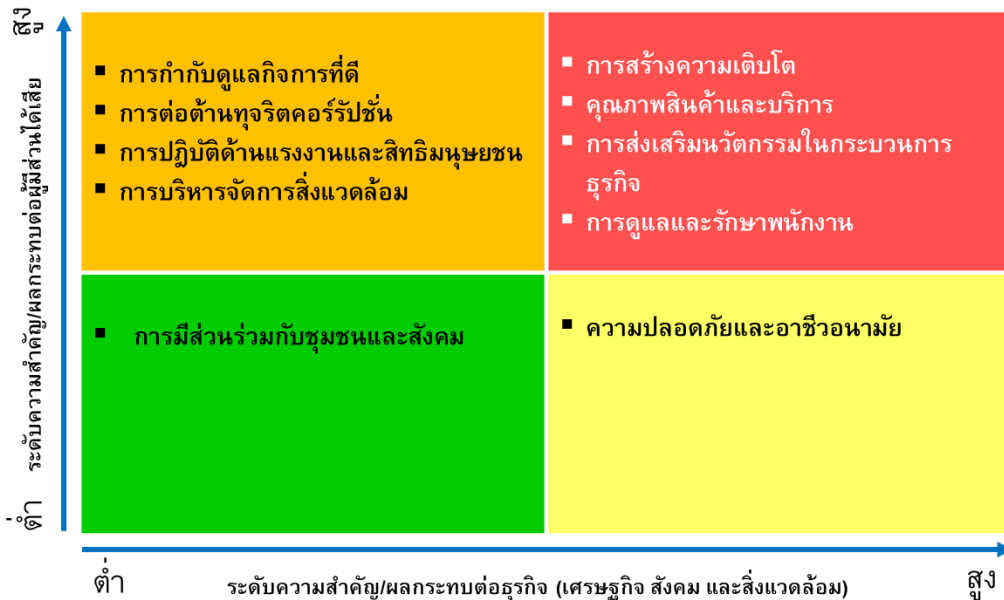 สูง
ระดับความสำคัญ/ผลกระทบต่อผู้มีส่วนได้เสีย
ต่ำ
▪ การกำกับดูแลกิจการที่ดี
▪ การต่อต้านทุจริตคอร์รัปชั่น
▪ การปฏิบัติด้านแรงงานและสิทธิมนุษยชน
▪ การบริหารจัดการสิ่งแวดล้อม
▪ การสร้างความเติบโต
▪ คุณภาพสินค้าและบริการ
▪ การส่งเสริมนวัตกรรมในกระบวนการ
ธุรกิจ
▪ การดูแลและรักษาพนักงาน
▪ การมีส่วนร่วมกับชุมชนและสังคม
▪ ความปลอดภัยและอาชีวอนามัย
ต่ำ
ระดับความสำคัญ/ผลกระทบต่อธุรกิจ (เศรษฐกิจ สังคม และสิ่งแวดล้อม)
สูง